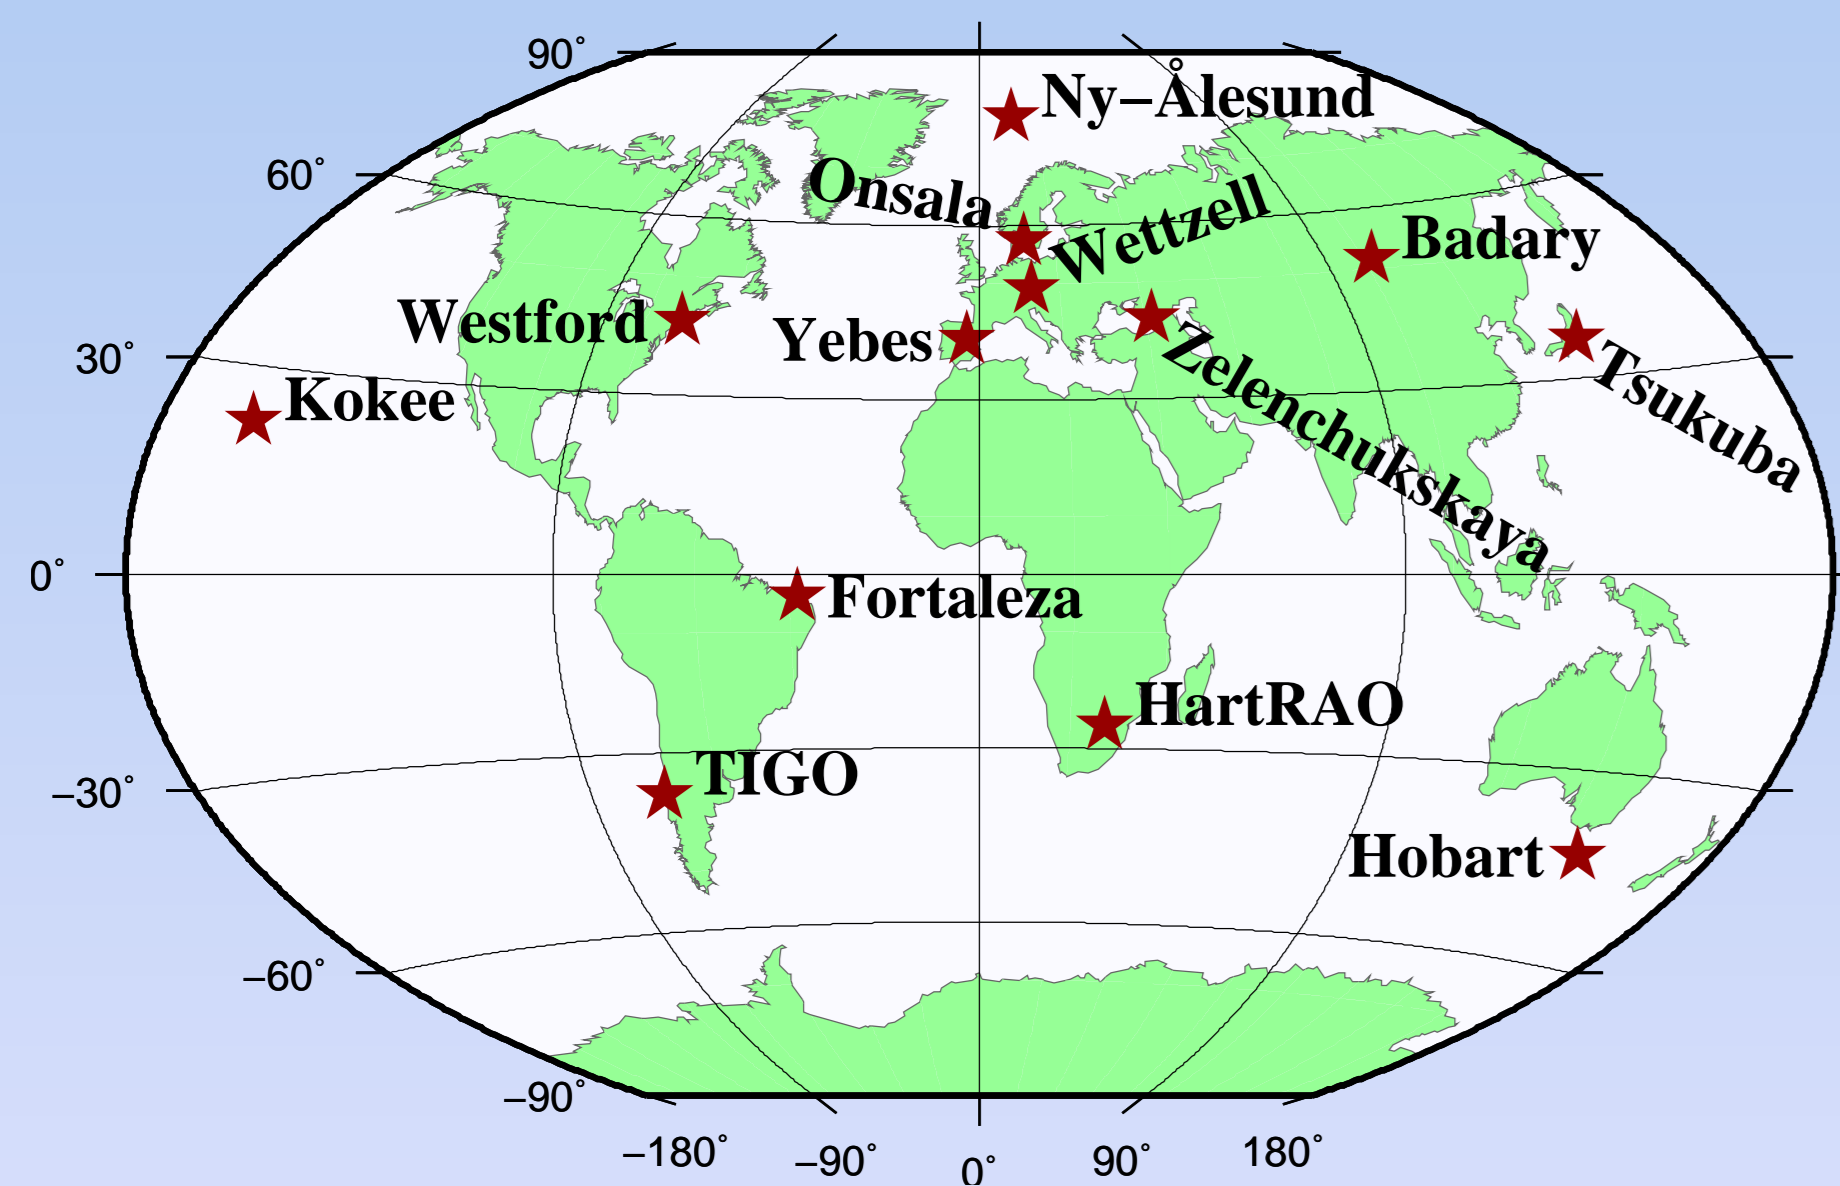 90°
Ny–Ålesund
60°
Onsala
Wettzell
Badary
Westford
Yebes
30°
Zelenchukskaya
Tsukuba
Kokee
0°
Fortaleza
HartRAO
TIGO
–30°
Hobart
–60°
–90°
–180° –90° 0° 90° 180°